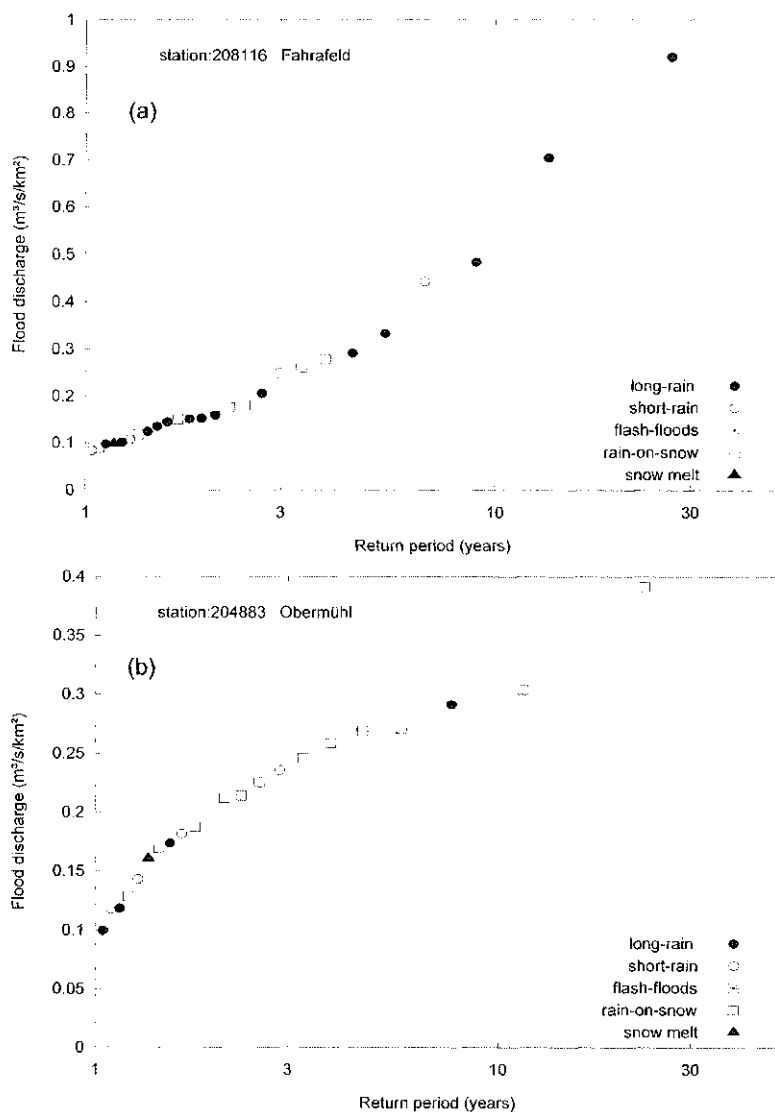 1
0.9
0.8
0.7
0.6
0.5
0.4
0.3
0.2
0.1
0
Flood discharge (m³/s/km²)
station:208116 Fahrafeld
(a)
long-rain
short-rain
flash-floods
rain-on-snow
snow melt
1 3 10 30
Return period (years)
0.4
0.35
0.3
0.25
0.2
0.15
0.1
0.05
0
Flood discharge (m³/s/km²)
station:204883 Obermühl
(b)
long-rain
short-rain
flash-floods
rain-on-snow
snow melt
1 3 10 30
Return period (years)